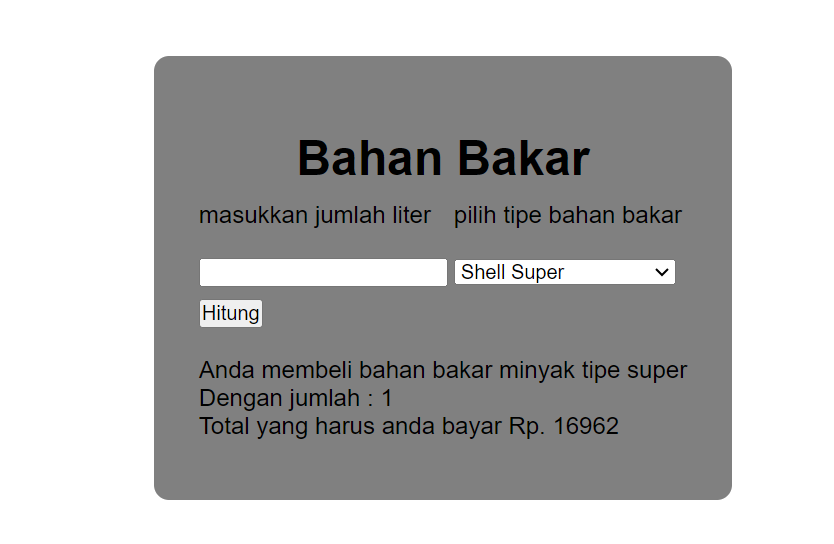 Bahan Bakar
masukkan jumlah liter pilih tipe bahan bakar
Shell Super
Hitung
Anda membeli bahan bakar minyak tipe super
Dengan jumlah : 1
Total yang harus anda bayar Rp. 16962